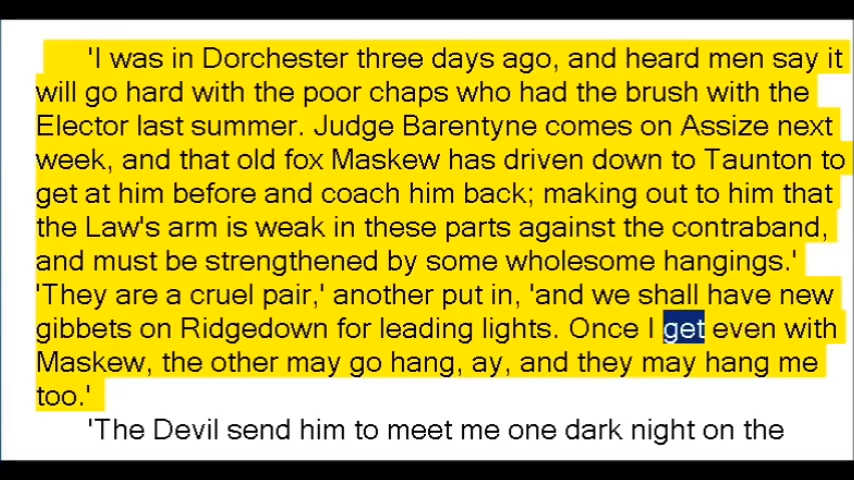 'I was in Dorchester three days ago, and heard men say it
will go hard with the poor chaps who had the brush with the
Elector last summer. Judge Barentyne comes on Assize next
week, and that old fox Maskew has driven down to Taunton to
get at him before and coach him back; making out to him that
the Law's arm is weak in these parts against the contraband,
and must be strengthened by some wholesome hangings.'
'They are a cruel pair,' another put in, 'and we shall have new
gibbets on Ridgedown for leading lights. Once I get even with
Maskew, the other may go hang, ay, and they may hang me
too.'
'The Devil send him to meet me one dark night on the